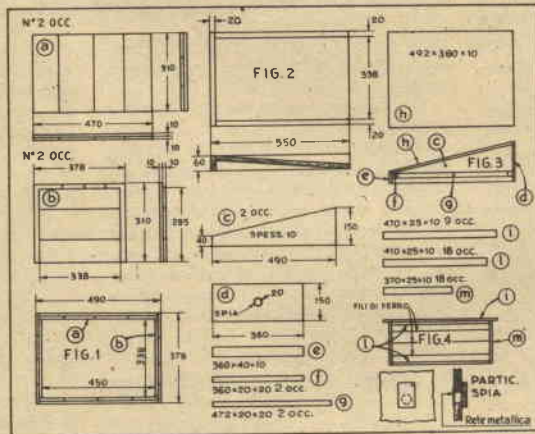 N°2 OCC.
a
310
470
10
10
N°2 OCC.
378
10
10
b
310
295
338
490
a
b
FIG.1
338
378
450
20
20
FIG. 2
338
550
20
60
c
2 OCC.
SPESS. 10
40
150
490
d
20
SPIA
150
380
e
360×40×10
f
360×20×20 2 OCC.
g
472×20×20 2 OCC.
492×380×10
h
h
c
FIG.3
e
f
g
d
470×25×10 9 OCC.
i
410×25×10 18 OCC.
l
370×25×10 18 OCC.
m
FILI DI FERRO
i
l
FIG.4
m
PARTIC.
SPIA
Rete metallica